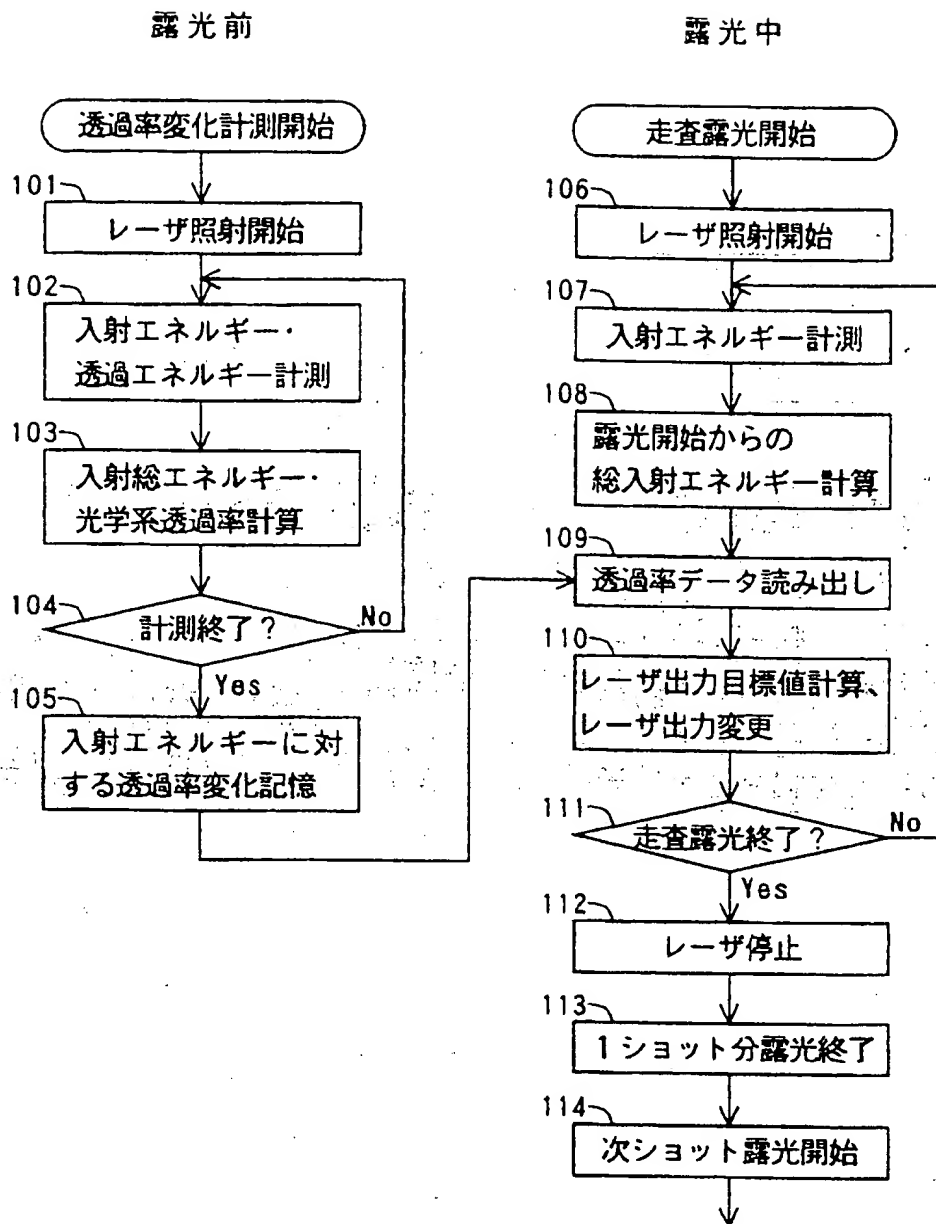 露光前
透過率変化計測開始
101
レーザ照射開始
102
入射エネルギー・
透過エネルギー計測
103
入射総エネルギー・
光学系透過率計算
104
計測終了?
No
Yes
105
入射エネルギーに対
する透過率変化記憶
露光中
走査露光開始
106
レーザ照射開始
107
入射エネルギー計測
108
露光開始からの
総入射エネルギー計算
109
透過率データ読み出し
110
レーザ出力目標値計算、
レーザ出力変更
111
走査露光終了?
No
Yes
112
レーザ停止
113
1ショット分露光終了
114
次ショット露光開始